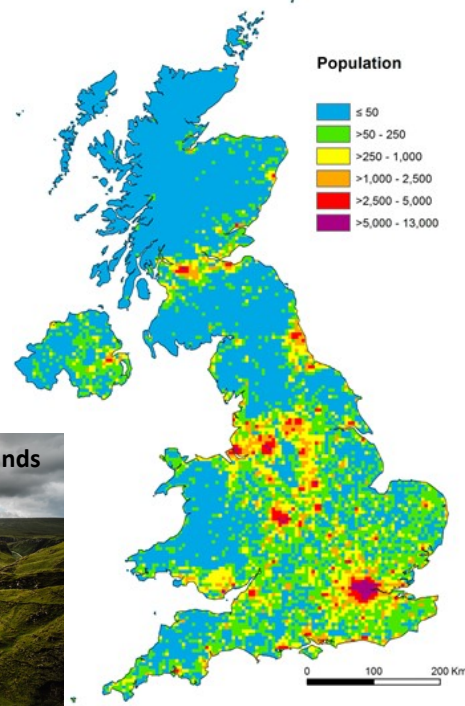 Population
≤ 50
>50 - 250
>250 - 1,000
>1,000 - 2,500
>2,500 - 5,000
>5,000 - 13,000
nds
0 100 200 Km